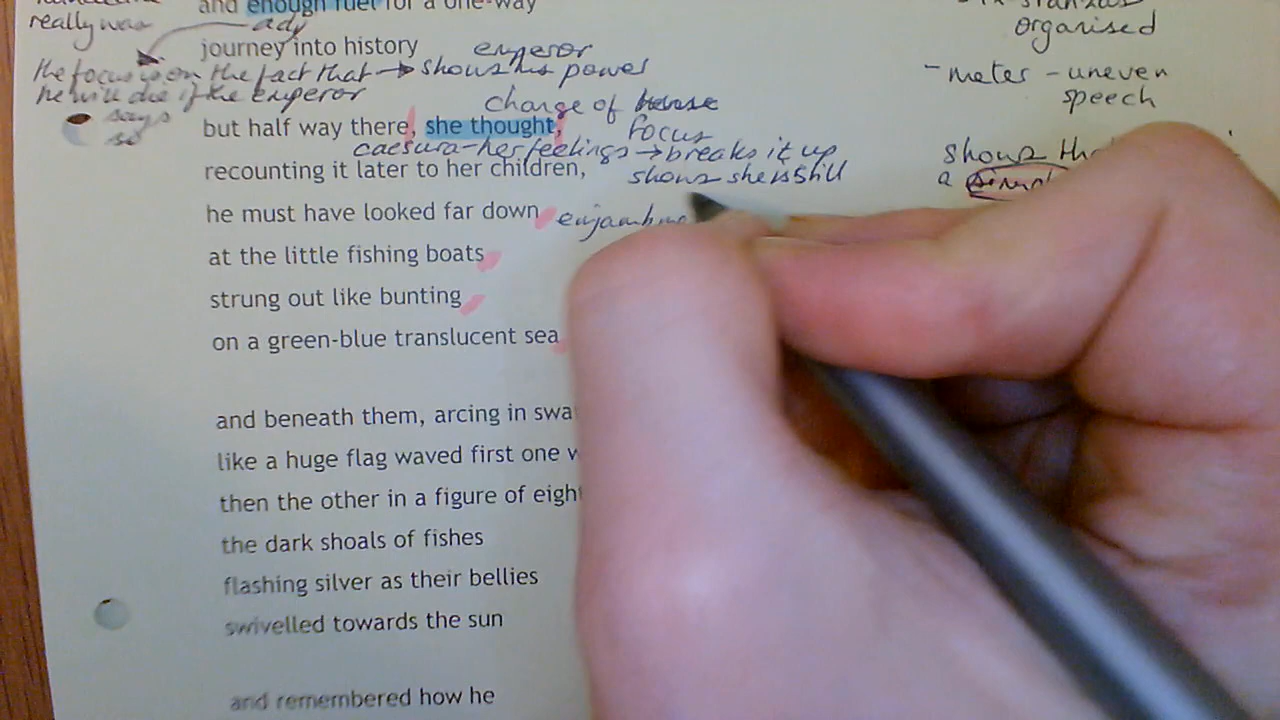 and enough fuel for a one-way
really was
ady
organised
journey into history
emperor
the focus is on the fact that → shows his power
- meter - uneven
he will die if the Emperor
speech
says
so
change of
but half way there, she thought,
focus
caesura - her feelings → breaks it up
shows
recounting it later to her children,
shows she is still
a
he must have looked far down
at the little fishing boats
strung out like bunting
on a green-blue translucent sea
and beneath them, arcing in
like a huge flag waved first one
then the other in a figure of
the dark shoals of fishes
flashing silver as their bellies
swivelled towards the sun
and remembered how he